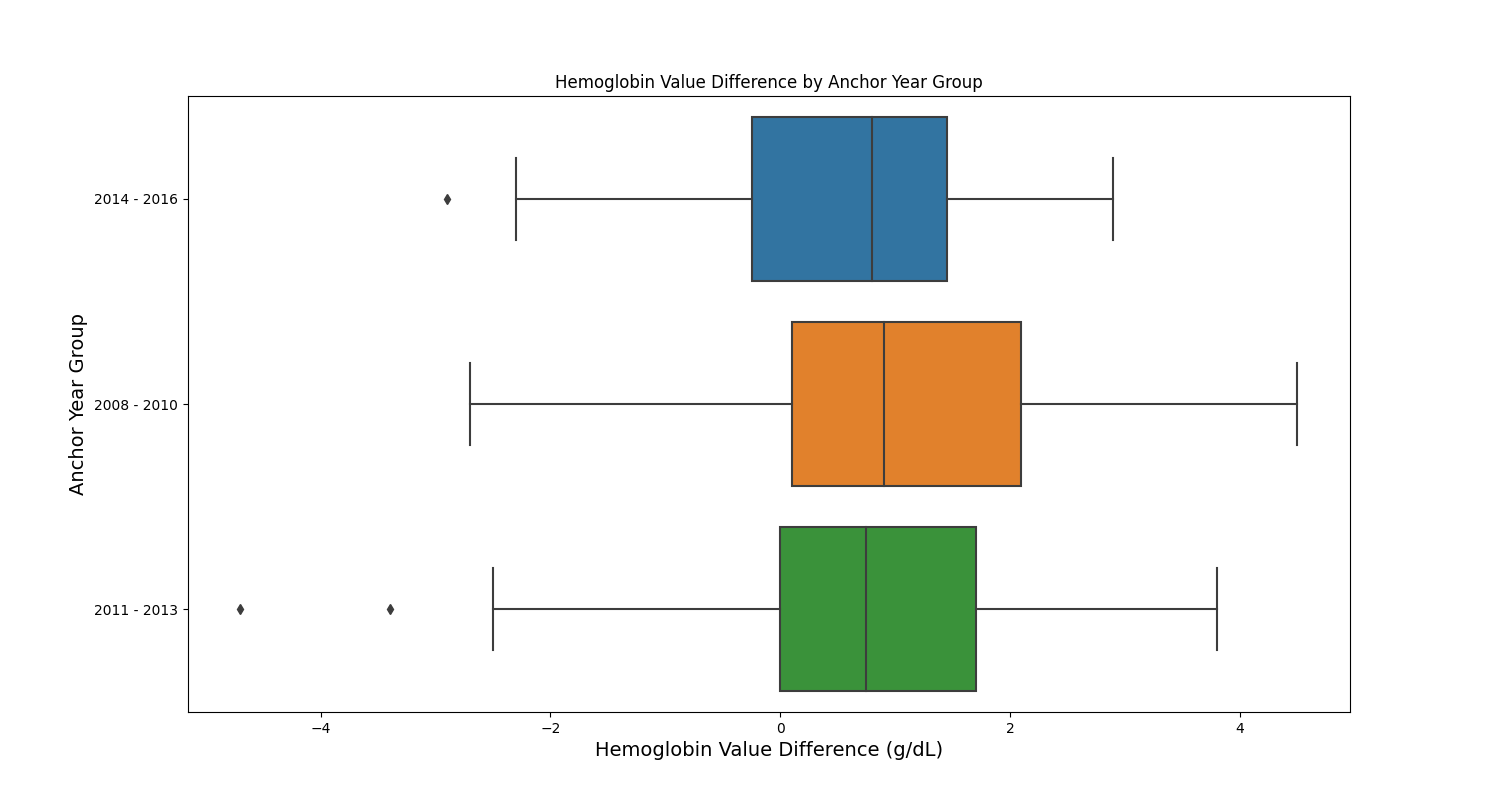 Hemoglobin Value Difference by Anchor Year Group
Anchor Year Group
2014 - 2016
2008 - 2010
2011 - 2013
−4
−2
0
2
4
Hemoglobin Value Difference (g/dL)